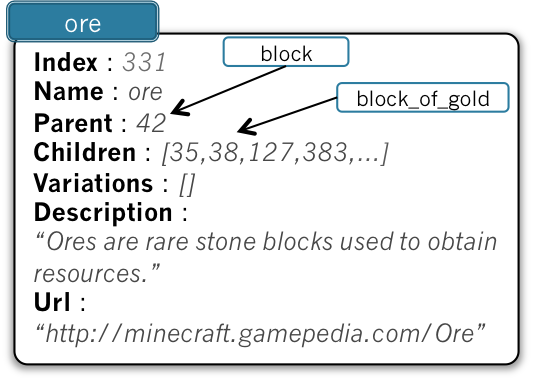 ore
block
Index : 331
Name : ore
block_of_gold
Parent : 42
Children : [35,38,127,383,...]
Variations : []
Description :
“Ores are rare stone blocks used to obtain
resources.”
Url :
“http://minecraft.gamepedia.com/Ore”